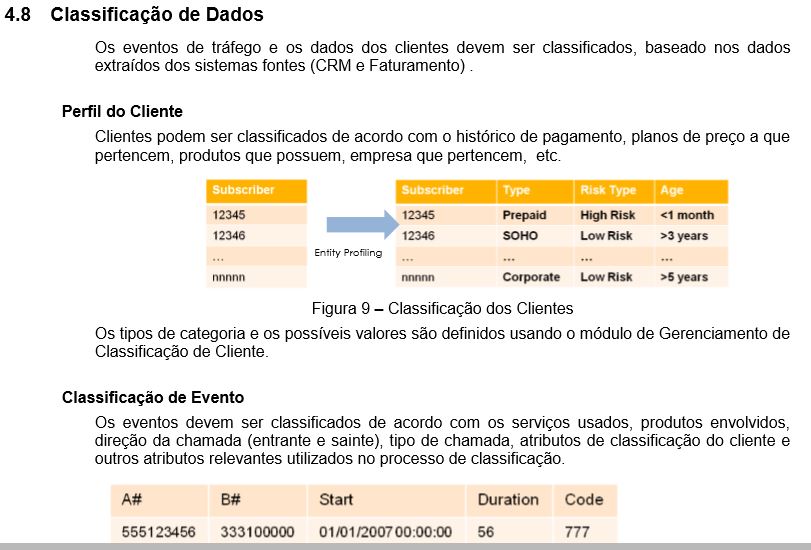 4.8 Classificação de Dados
Os eventos de tráfego e os dados dos clientes devem ser classificados, baseado nos dados
extraídos dos sistemas fontes (CRM e Faturamento) .
Perfil do Cliente
Clientes podem ser classificados de acordo com o histórico de pagamento, planos de preço a que
pertencem, produtos que possuem, empresa que pertencem, etc.
Subscriber Subscriber Type Risk Type Age
12345 12345 Prepaid High Risk <1 month
12346 12346 SOHO Low Risk >3 years
Entity Profiling
... ... ... ... ...
nnnnn nnnnn Corporate Low Risk >5 years
Figura 9 – Classificação dos Clientes
Os tipos de categoria e os possíveis valores são definidos usando o módulo de Gerenciamento de
Classificação de Cliente.
Classificação de Evento
Os eventos devem ser classificados de acordo com os serviços usados, produtos envolvidos,
direção da chamada (entrante e sainte), tipo de chamada, atributos de classificação do cliente e
outros atributos relevantes utilizados no processo de classificação.
A# B# Start Duration Code
555123456 333100000 01/01/2007 00:00:00 56 777